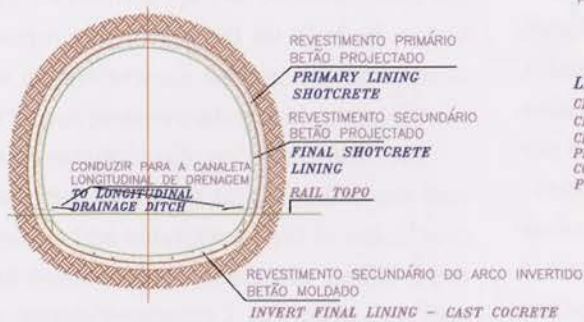 REVESTIMENTO PRIMÁRIO
BETÃO PROJECTADO
PRIMARY LINING
SHOTCRETE
REVESTIMENTO SECUNDÁRIO
BETÃO PROJECTADO
FINAL SHOTCRETE
LINING
CONDUZIR PARA A CANALETA
LONGITUDINAL DE DRENAGEM
TO LONGITUDINAL
DRAINAGE DITCH
RAIL TOPO
REVESTIMENTO SECUNDÁRIO DO ARCO INVERTIDO
BETÃO MOLDADO
INVERT FINAL LINING - CAST COCRETE